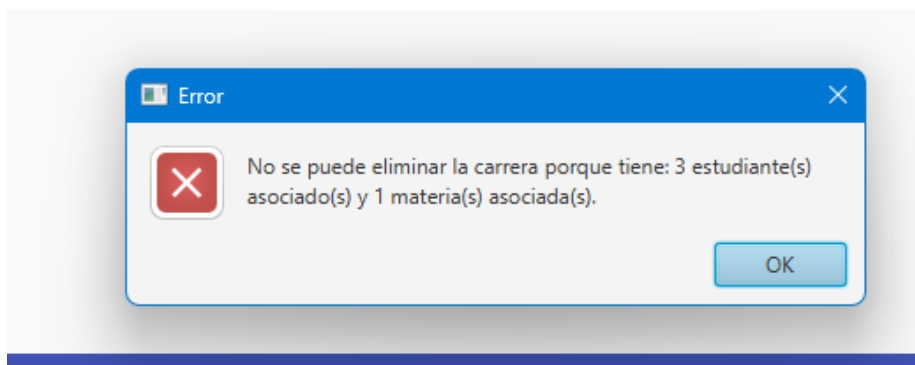 Error
No se puede eliminar la carrera porque tiene: 3 estudiante(s)
asociado(s) y 1 materia(s) asociada(s).
OK